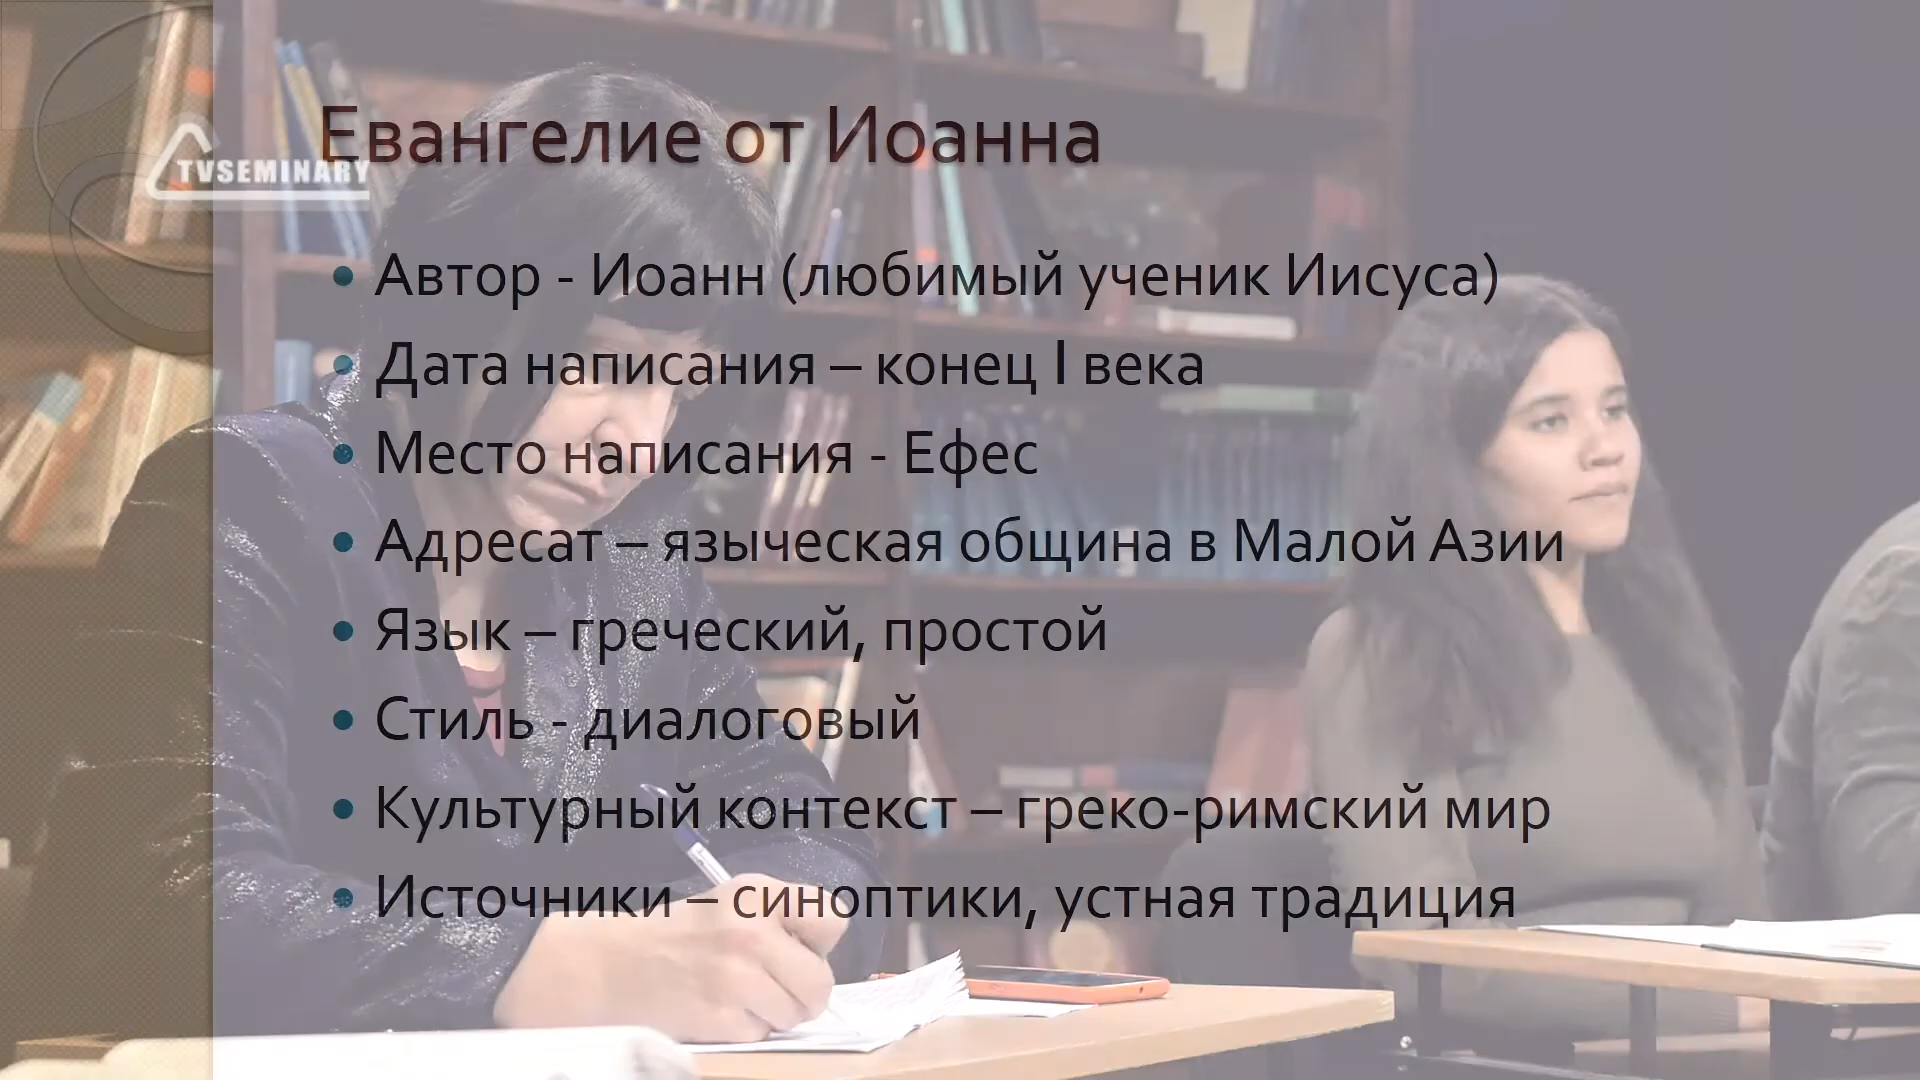 Евангелие от Иоанна
TVSEMINARY
Автор - Иоанн (любимый ученик Иисуса)
Дата написания – конец I века
Место написания - Ефес
Адресат – языческая община в Малой Азии
Язык – греческий, простой
Стиль - диалоговый
Культурный контекст – греко-римский мир
Источники – синоптики, устная традиция